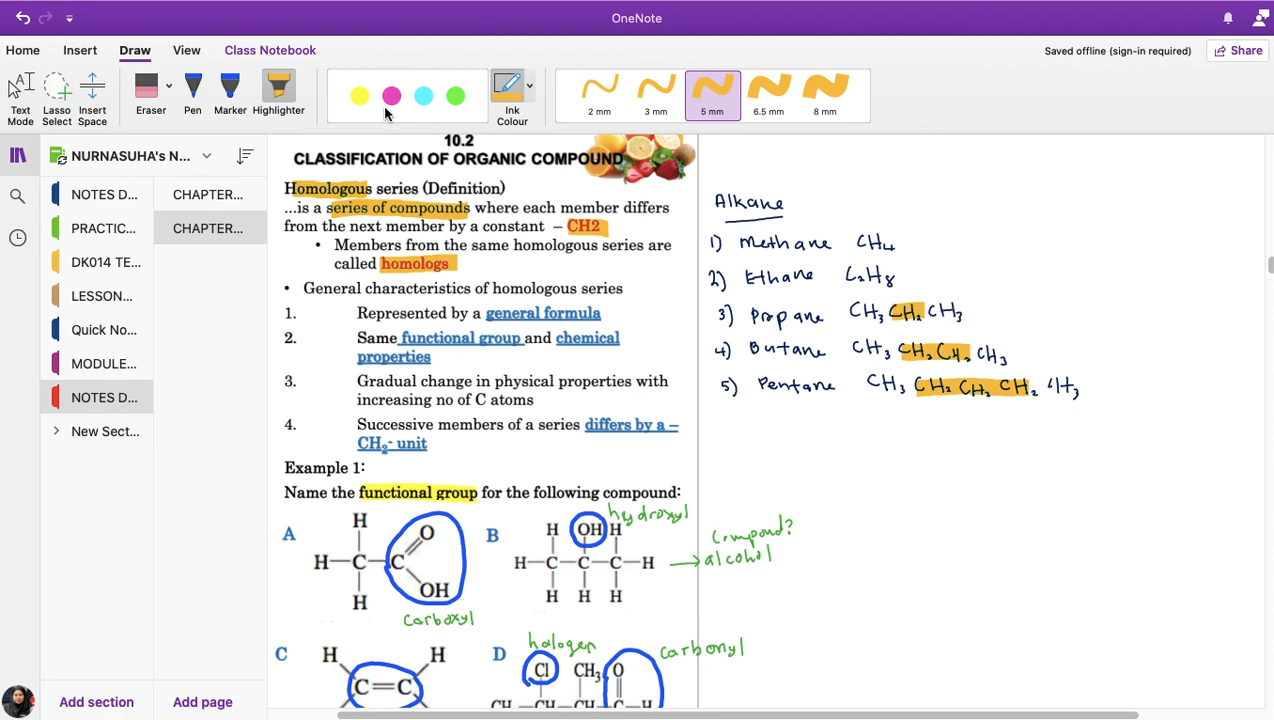 OneNote
Home Insert Draw View Class Notebook
Saved offline (sign-in required) Share
Text Mode
Lasso Select
Insert Space
Eraser
Pen
Marker
Highlighter
Ink Colour
2 mm
3 mm
5 mm
6.5 mm
8 mm
NURNASUHA's N...
NOTES D...
PRACTIC...
DK014 TE...
LESSON...
Quick No...
MODULE...
NOTES D...
New Sect...
Add section
CHAPTER...
CHAPTER...
Add page
10.2
CLASSIFICATION OF ORGANIC COMPOUND
Homologous series (Definition)
...is a series of compounds where each member differs
from the next member by a constant – CH2
• Members from the same homologous series are
called homologs
• General characteristics of homologous series
1. Represented by a general formula
2. Same functional group and chemical
properties
3. Gradual change in physical properties with
increasing no of C atoms
4. Successive members of a series differs by a –
CH₂- unit
Example 1:
Name the functional group for the following compound:
A
H
O
H—C—C
OH
H
carboxyl
B
hydroxyl
H OH H
H—C—C—C—H
H H H
compound?
→ alcohol
C
H H
C=C
D
halogen
carbonyl
Cl CH₃ O
CH—CH—C—H
Alkane
1) Methane CH₄
2) Ethane C₂H₈
3) Propane CH₃ CH₂ CH₃
4) Butane CH₃ CH₂ CH₂ CH₃
5) Pentane CH₃ CH₂ CH₂ CH₂ CH₃